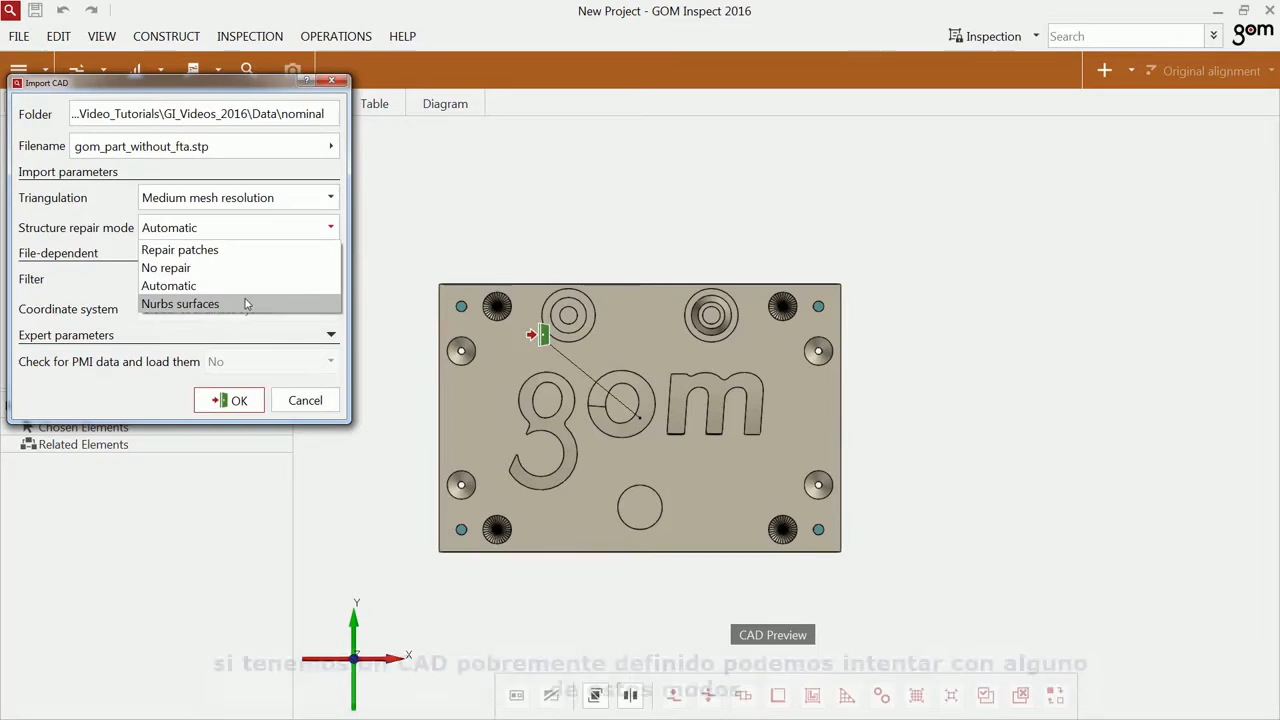 New Project - GOM Inspect 2016
FILE EDIT VIEW CONSTRUCT INSPECTION OPERATIONS HELP
Inspection
Search
gom
Original alignment
Import CAD
Table
Diagram
Folder
...Video_Tutorials\GI_Videos_2016\Data\nominal
Filename
gom_part_without_fta.stp
Import parameters
Triangulation
Medium mesh resolution
Structure repair mode
Automatic
File-dependent
Repair patches
No repair
Automatic
Nurbs surfaces
Filter
Coordinate system
Expert parameters
Check for PMI data and load them
No
OK
Cancel
Chosen Elements
Related Elements
gom
Y
X
CAD Preview
si tenemos un CAD pobremente definido podemos intentar con alguno
de estos modor